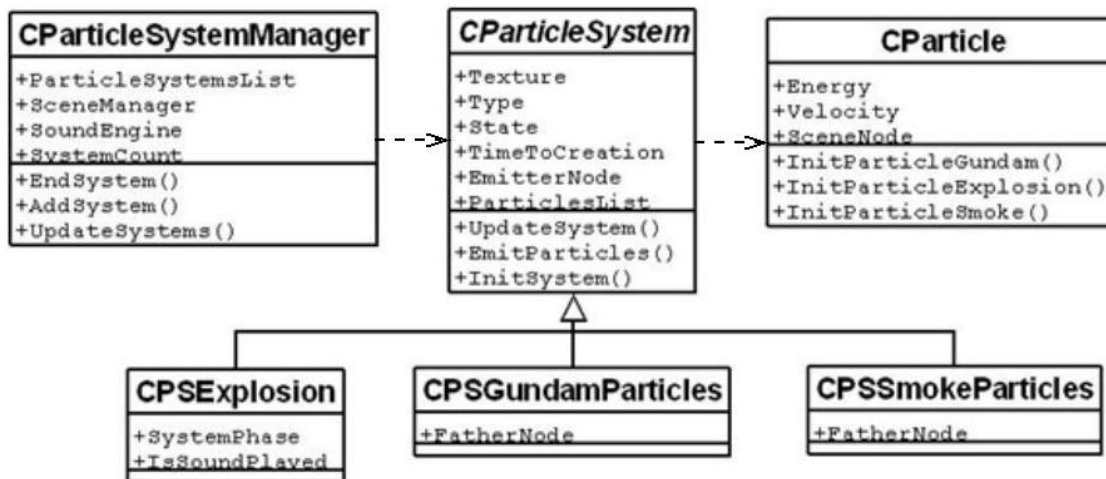 CParticleSystemManager
+ParticleSystemsList
+SceneManager
+SoundEngine
+SystemCount
+EndSystem()
+AddSystem()
+UpdateSystems()
CParticleSystem
+Texture
+Type
+State
+TimeToCreation
+EmitterNode
+ParticlesList
+UpdateSystem()
+EmitParticles()
+InitSystem()
CParticle
+Energy
+Velocity
+SceneNode
+InitParticleGundam()
+InitParticleExplosion()
+InitParticleSmoke()
CPSExplosion
+SystemPhase
+IsSoundPlayed
CPSGundamParticles
+FatherNode
CPSSmokeParticles
+FatherNode